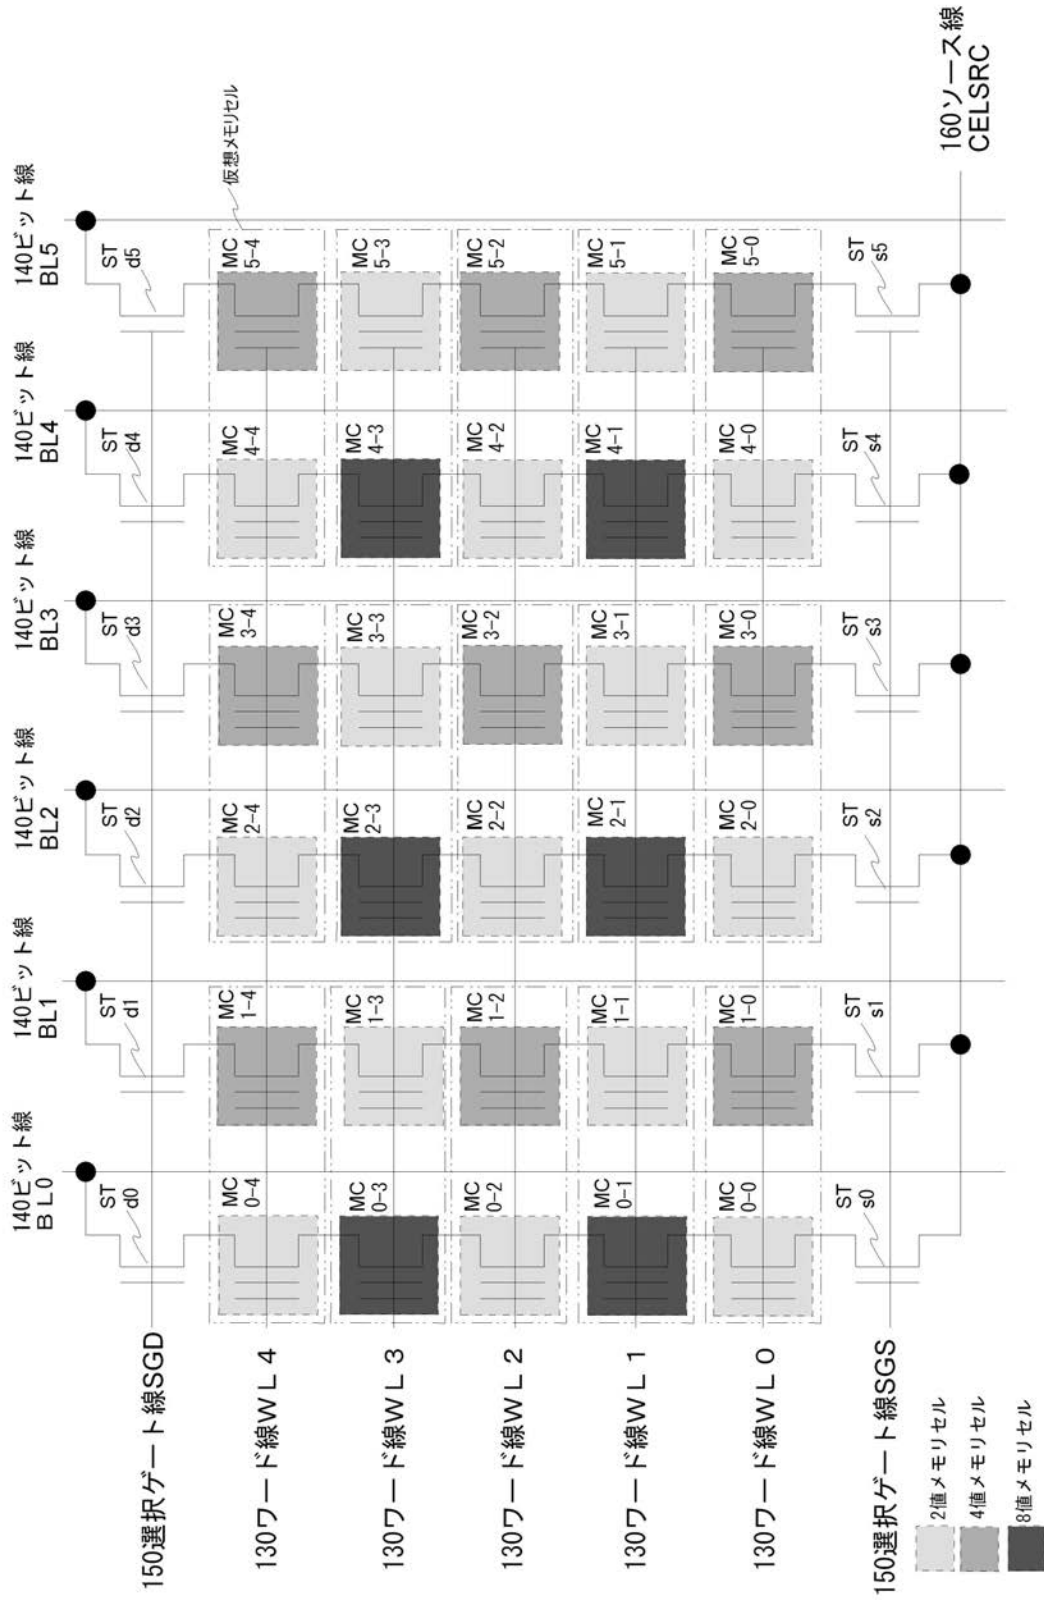 140ビット線
BL0
140ビット線
BL1
140ビット線
BL2
140ビット線
BL3
140ビット線
BL4
140ビット線
BL5
ST
d0
ST
d1
ST
d2
ST
d3
ST
d4
ST
d5
150選択ゲート線SGD
仮想メモリセル
130ワード線WL4
MC
0-4
MC
1-4
MC
2-4
MC
3-4
MC
4-4
MC
5-4
130ワード線WL3
MC
0-3
MC
1-3
MC
2-3
MC
3-3
MC
4-3
MC
5-3
130ワード線WL2
MC
0-2
MC
1-2
MC
2-2
MC
3-2
MC
4-2
MC
5-2
130ワード線WL1
MC
0-1
MC
1-1
MC
2-1
MC
3-1
MC
4-1
MC
5-1
130ワード線WL0
MC
0-0
MC
1-0
MC
2-0
MC
3-0
MC
4-0
MC
5-0
ST
s0
ST
s1
ST
s2
ST
s3
ST
s4
ST
s5
150選択ゲート線SGS
160ソース線
CELSRC
2値メモリセル
4値メモリセル
8値メモリセル